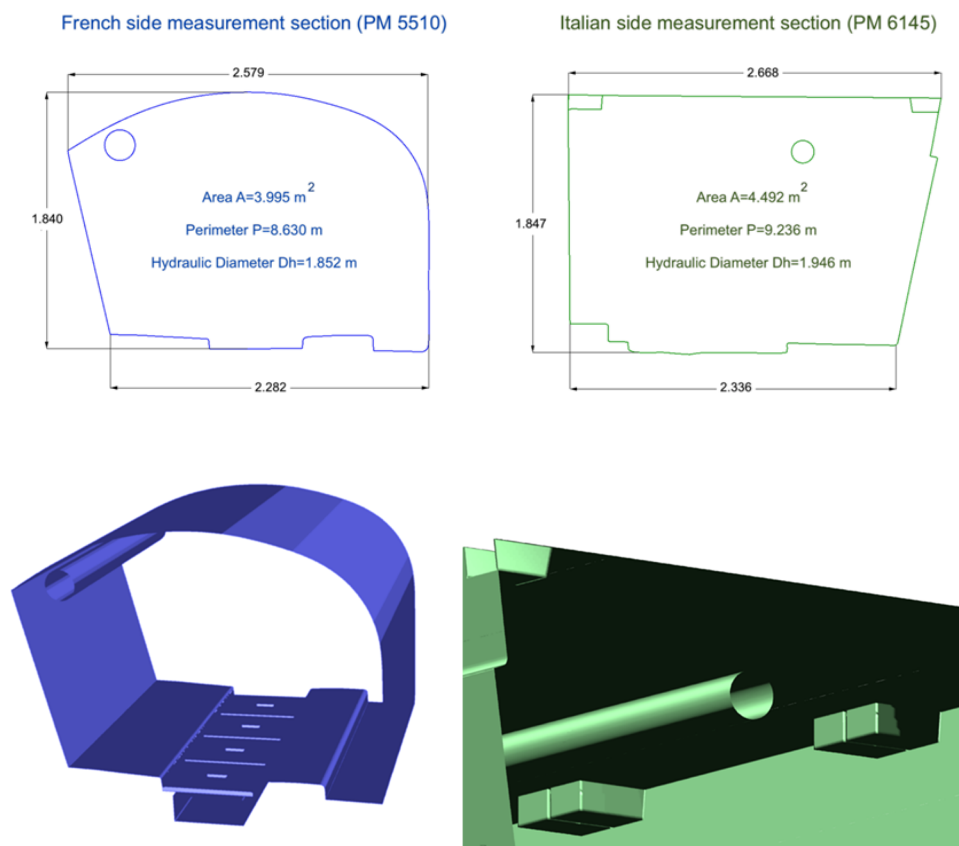 French side measurement section (PM 5510)
2.579
1.840
Area A=3.995 m²
Perimeter P=8.630 m
Hydraulic Diameter Dh=1.852 m
2.282
Italian side measurement section (PM 6145)
2.668
1.847
Area A=4.492 m²
Perimeter P=9.236 m
Hydraulic Diameter Dh=1.946 m
2.336